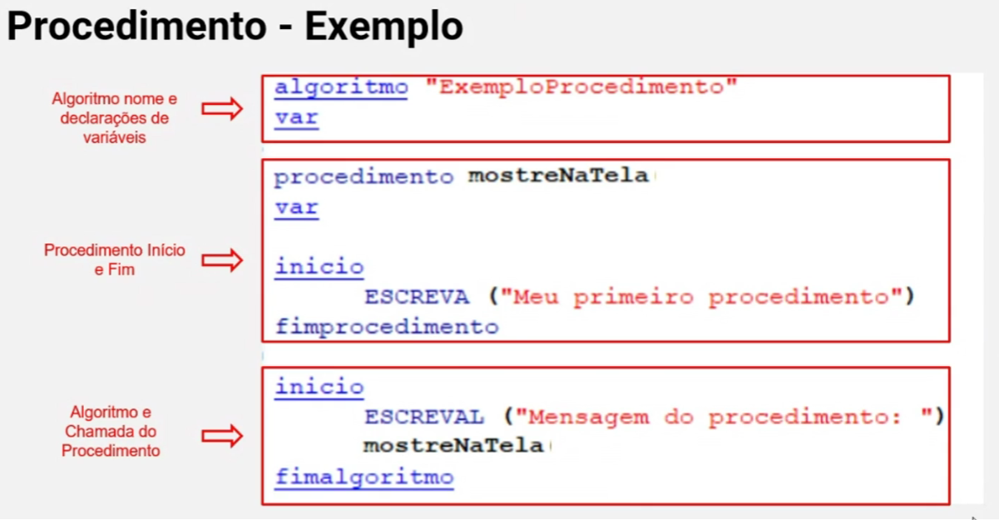 Procedimento - Exemplo
Algoritmo nome e
declarações de
variáveis
algoritmo "ExemploProcedimento"
var
Procedimento Início
e Fim
procedimento mostreNaTela(
var
inicio
ESCREVA ("Meu primeiro procedimento")
fimprocedimento
Algoritmo e
Chamada do
Procedimento
inicio
ESCREVAL ("Mensagem do procedimento: ")
mostreNaTela(
fimalgoritmo